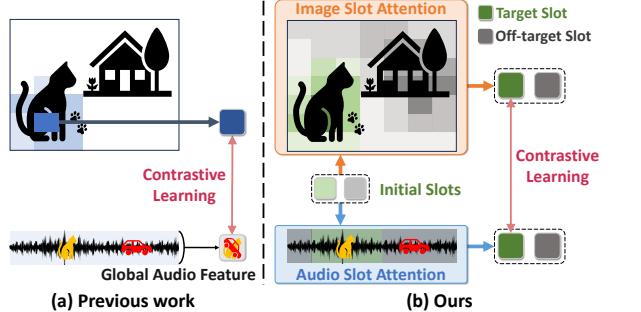 Image Slot Attention
Target Slot
Off-target Slot
Contrastive
Learning
Initial Slots
Contrastive
Learning
Global Audio Feature
Audio Slot Attention
(a) Previous work
(b) Ours